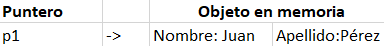 Puntero Objeto en memoria
p1 -> Nombre: Juan Apellido:Pérez